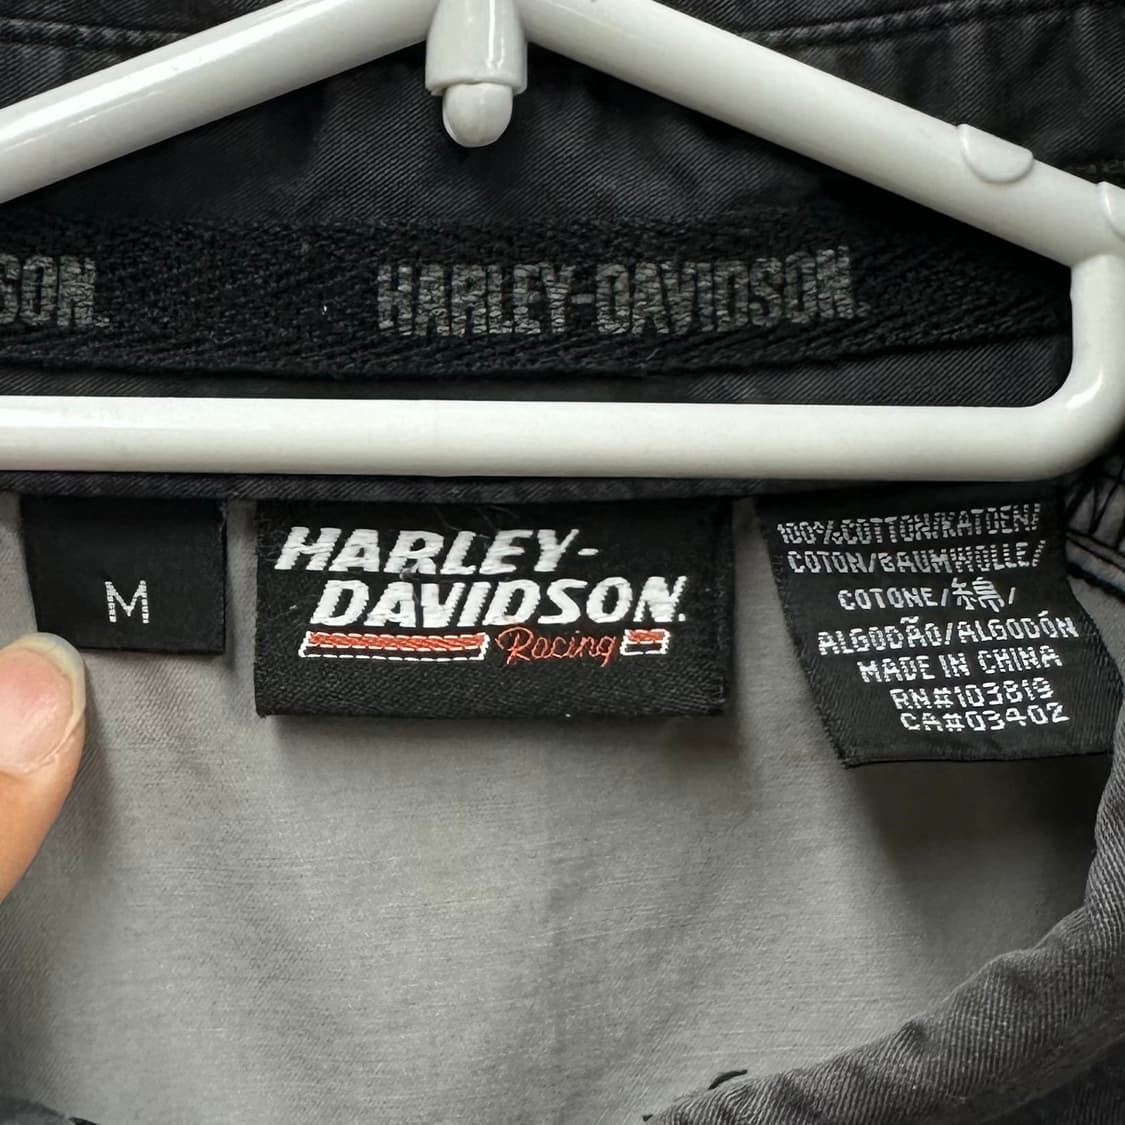 SON.
HARLEY-DAVIDSON.
M
HARLEY-
DAVIDSON.
Racing
100%COTTON/KATOEN/
COTON/BAUMWOLLE/
COTONE/綿/
ALGODÃO/ALGODÓN
MADE IN CHINA
RN#103819
CA#03402